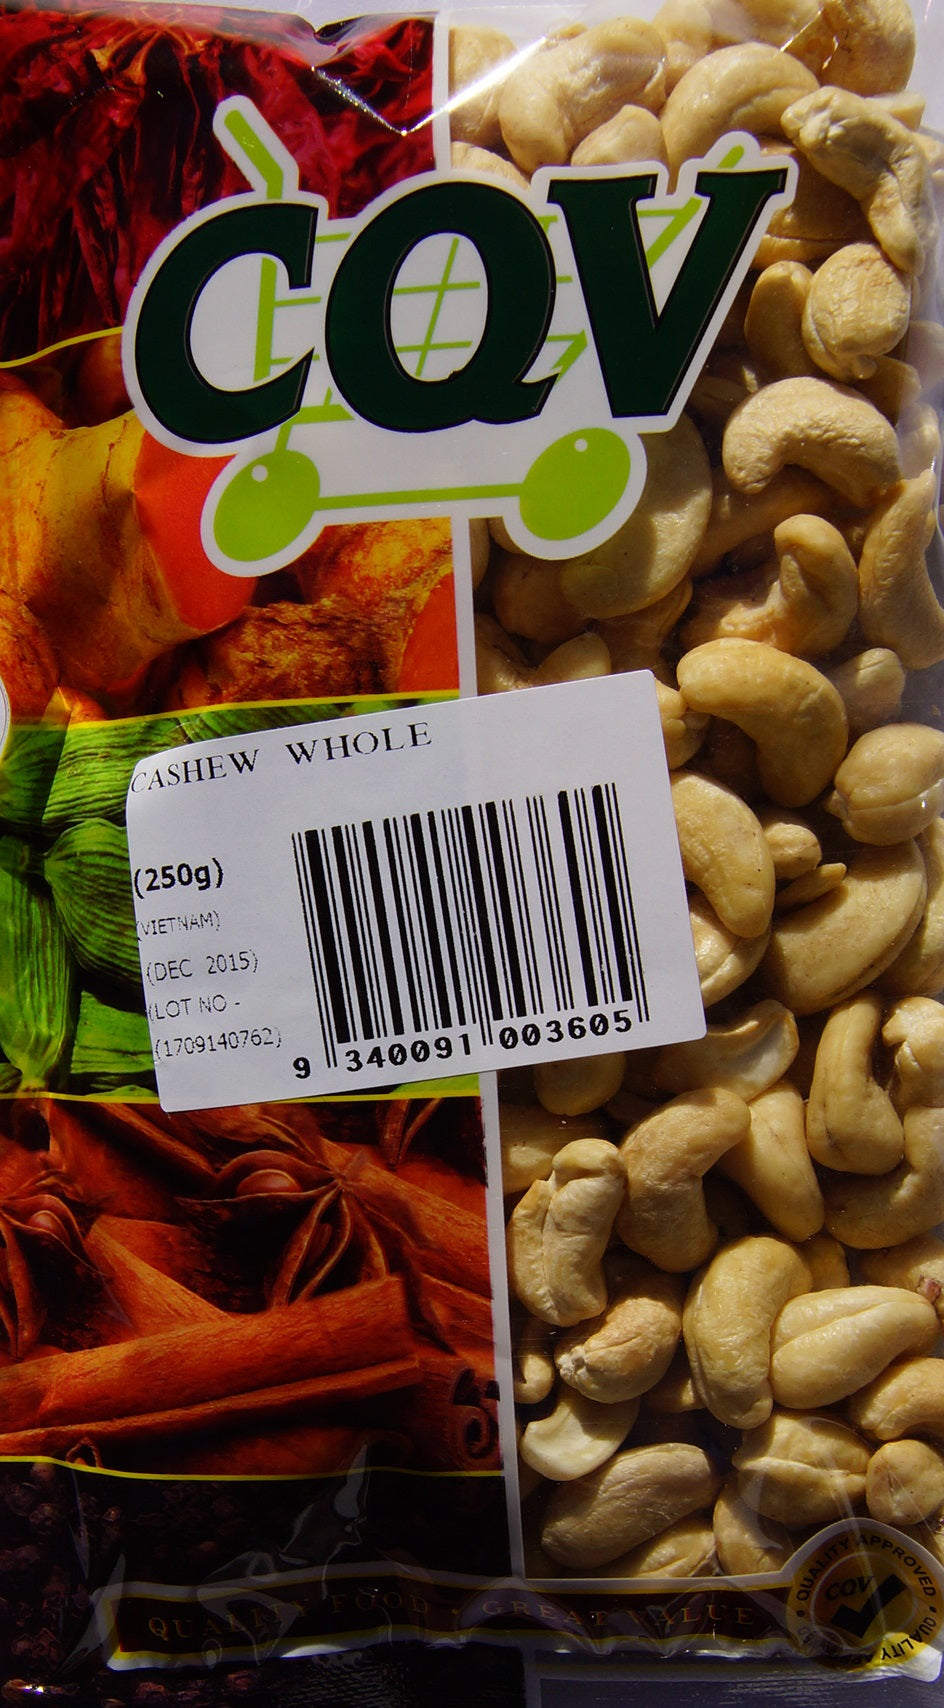 CQV
CASHEW WHOLE
(250g)
(VIETNAM)
(DEC 2015)
(LOT NO -
(1709140762)
9 340091 003605
QUALITY FOOD · GREAT VALUE
QUALITY APPROVED
CQV
QUALITY